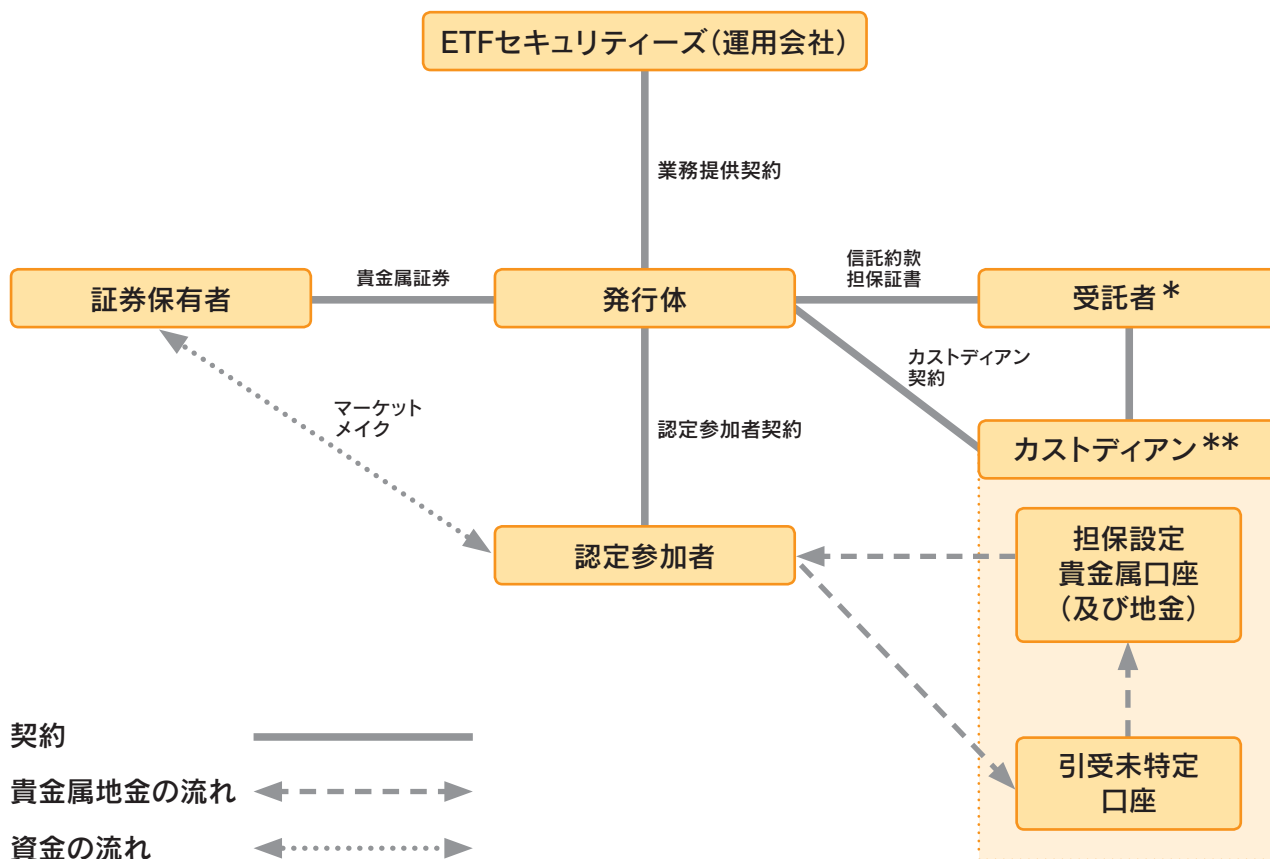 ETFセキュリティーズ（運用会社）
業務提供契約
証券保有者
貴金属証券
発行体
信託約款
担保証書
受託者*
マーケット
メイク
認定参加者契約
カストディアン
契約
カストディアン**
認定参加者
担保設定
貴金属口座
（及び地金）
引受未特定
口座
契約
貴金属地金の流れ
資金の流れ